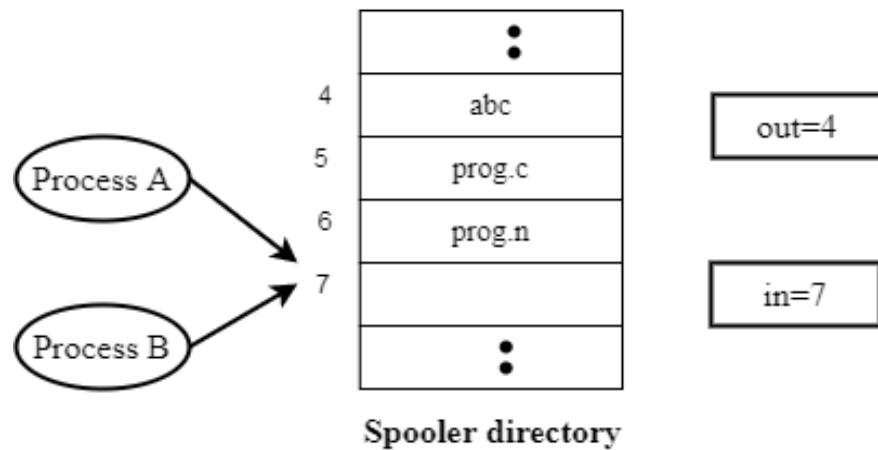 4
abc
out=4
5
prog.c
Process A
6
prog.n
7
in=7
Process B
Spooler directory